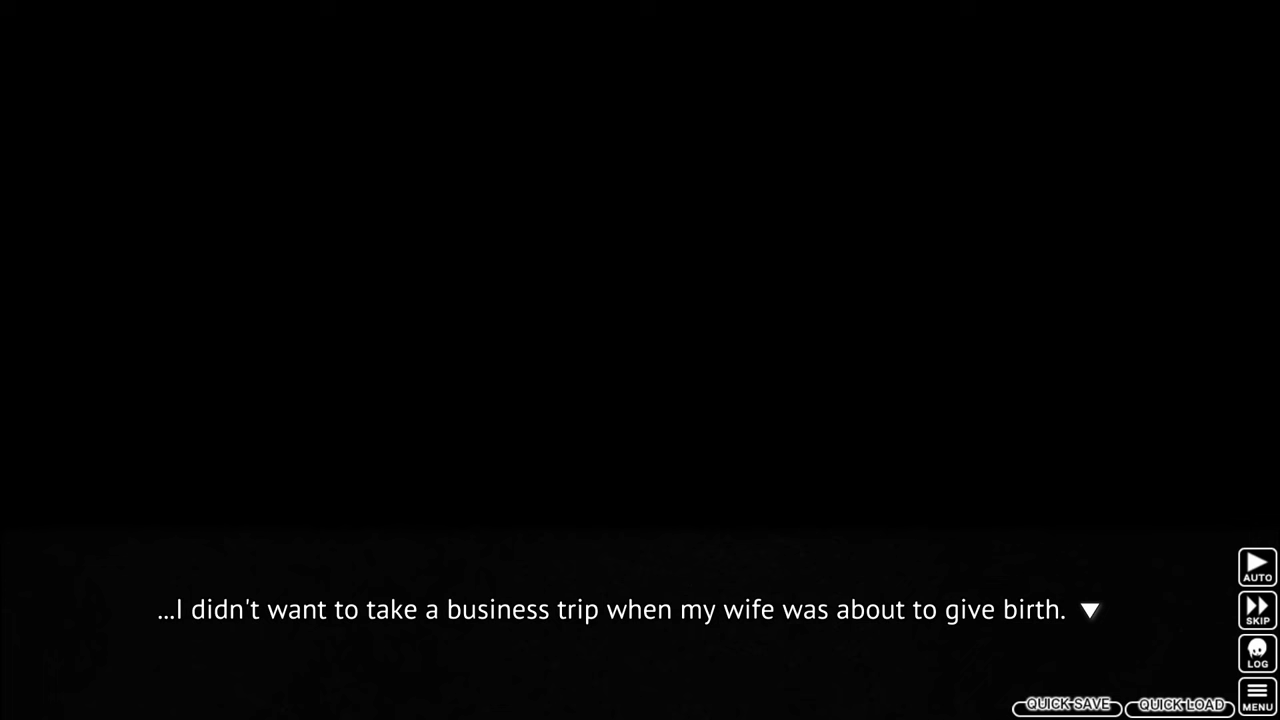 ...I didn't want to take a business trip when my wife was about to give birth.
AUTO
SKIP
LOG
MENU
QUICK SAVE
QUICK LOAD